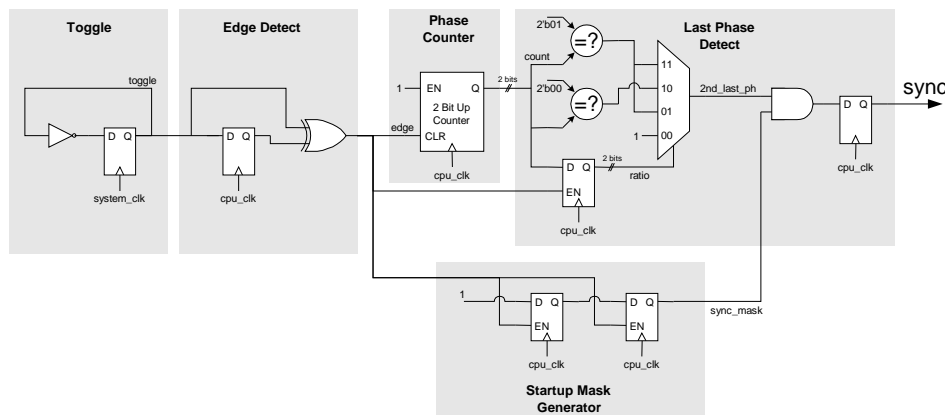 Toggle
Edge Detect
Phase
Counter
Last Phase
Detect
toggle
D Q
system_clk
D Q
cpu_clk
edge
1
EN Q
2 Bit Up
Counter
CLR
cpu_clk
2 bits
count
2'b01
=?
2'b00
=?
D Q
EN
cpu_clk
2 bits
ratio
11
10
01
1
00
2nd_last_ph
D Q
cpu_clk
sync
1
D Q
EN
cpu_clk
D Q
EN
cpu_clk
sync_mask
Startup Mask
Generator